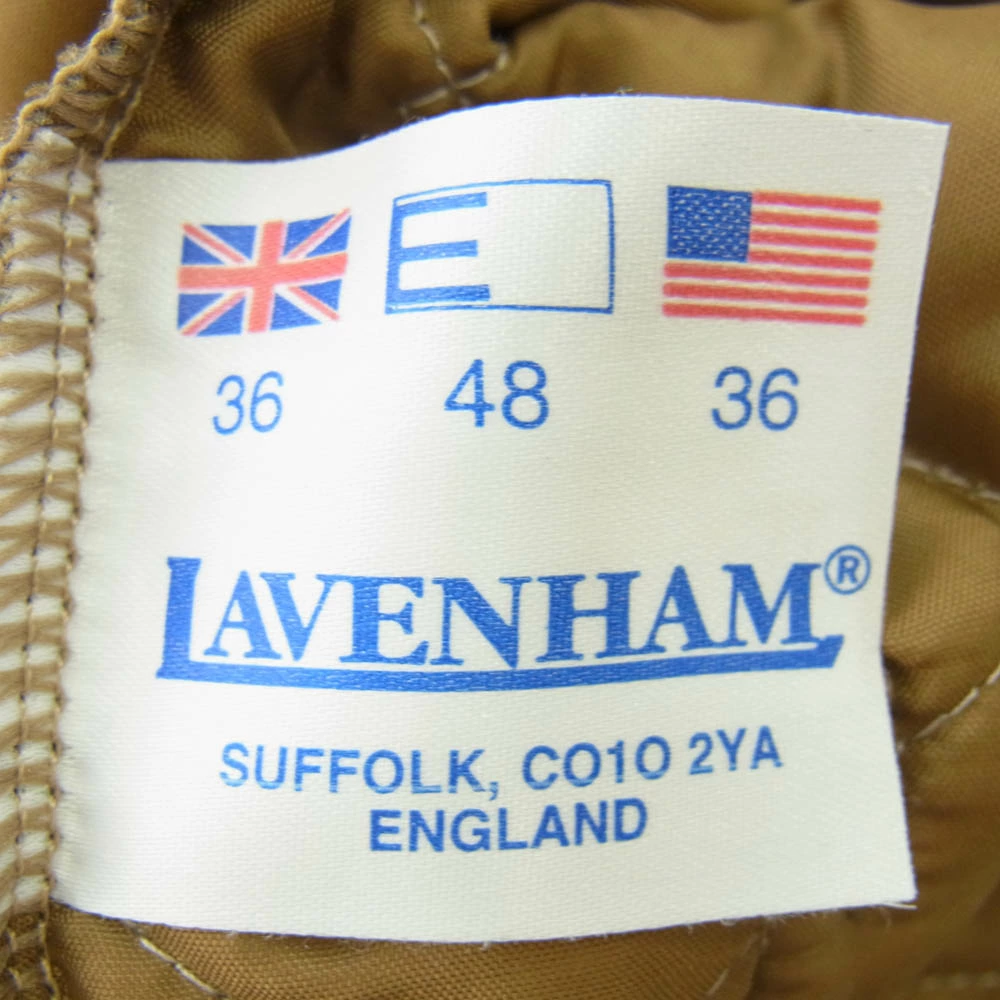 E
36 48 36
LAVENHAM®
SUFFOLK, CO10 2YA
ENGLAND